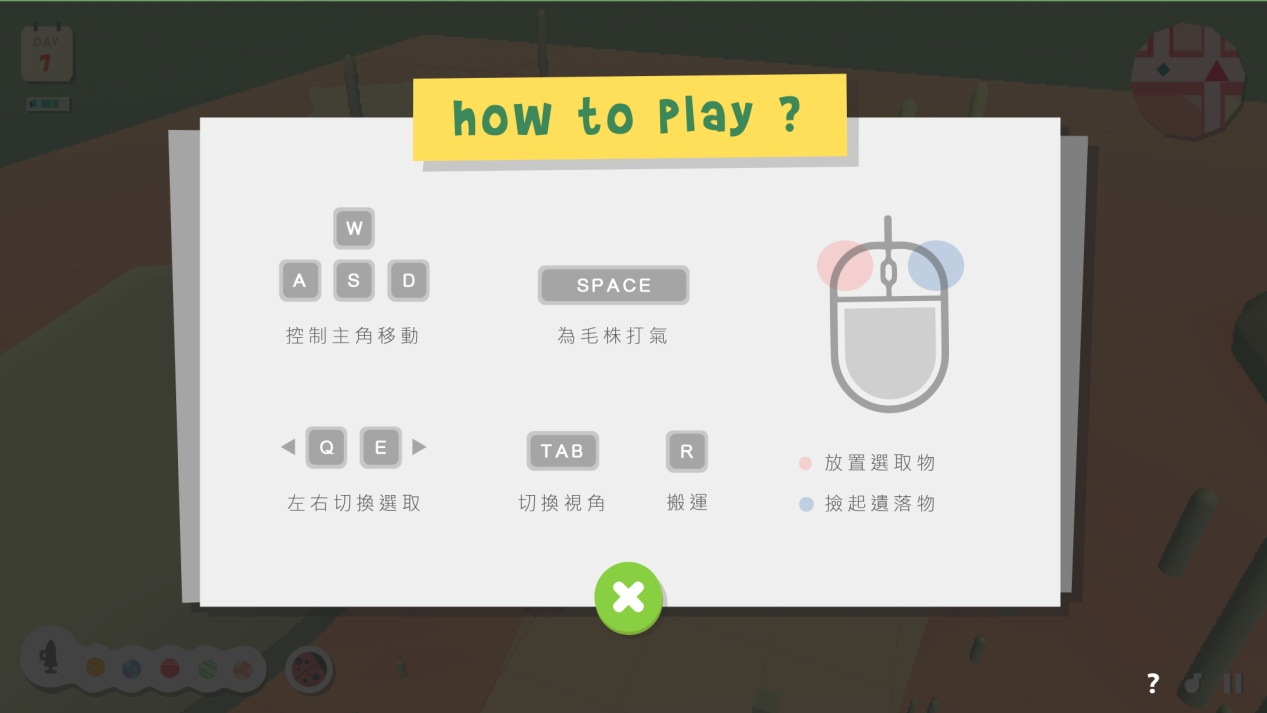 DAY
7
how to Play ?
W
A S D
控制主角移動
SPACE
為毛株打氣
Q E
左右切換選取
TAB
切換視角
R
搬運
放置選取物
撿起遺落物
?